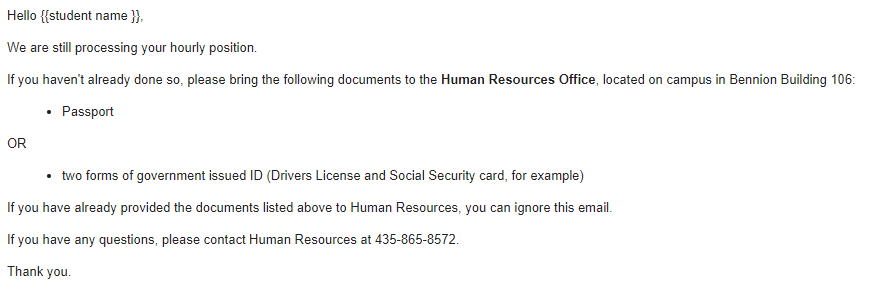 Hello {{student name }},
We are still processing your hourly position.
If you haven't already done so, please bring the following documents to the Human Resources Office, located on campus in Bennion Building 106:
• Passport
OR
• two forms of government issued ID (Drivers License and Social Security card, for example)
If you have already provided the documents listed above to Human Resources, you can ignore this email.
If you have any questions, please contact Human Resources at 435-865-8572.
Thank you.